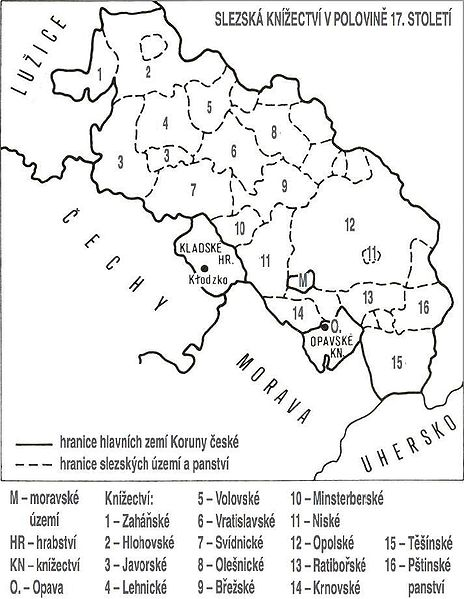 SLEZSKÁ KNÍŽECTVÍ V POLOVINĚ 17. STOLETÍ
LUŽICE
1
2
5
4
8
6
3
3
7
9
12
10
KLADSKÉ
HR.
11
11
Kłodzko
M
13
16
14
O.
OPAVSKÉ
KN.
15
ČECHY
MORAVA
UHERSKO
hranice hlavních zemí Koruny české
hranice slezských území a panství
M – moravské
území
HR – hrabství
KN – knížectví
O. – Opava
Knížectví:
1 – Zaháňské
2 – Hlohovské
3 – Javorské
4 – Lehnické
5 – Volovské
6 – Vratislavské
7 – Svídnické
8 – Olešnické
9 – Břežské
10 – Minsterberské
11 – Niské
12 – Opolské
13 – Ratibořské
14 – Krnovské
15 – Těšínské
16 – Pštinské
panství